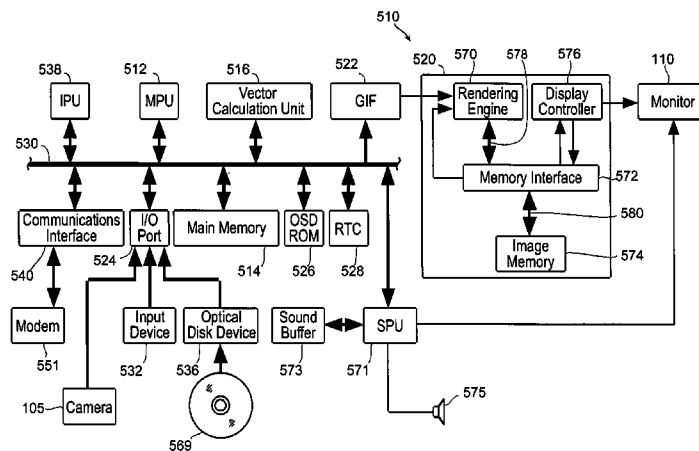 510
538
512
516
522
520
570
578
576
110
IPU
MPU
Vector
Calculation Unit
GIF
Rendering
Engine
Display
Controller
Monitor
530
Memory Interface
572
580
Communications
Interface
I/O
Port
Main Memory
OSD
ROM
RTC
540
524
514
526
528
Image
Memory
574
Modem
Input
Device
Optical
Disk Device
Sound
Buffer
SPU
551
532
536
573
571
105
Camera
569
575